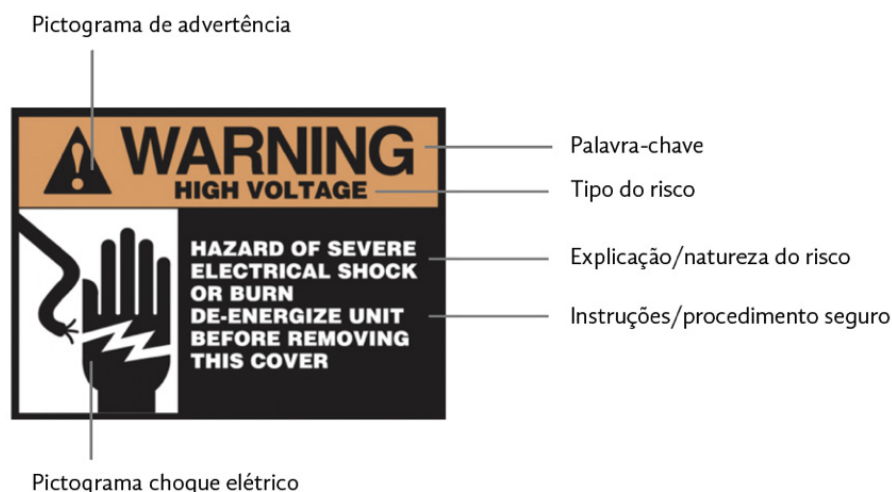 Pictograma de advertência
WARNING
HIGH VOLTAGE
HAZARD OF SEVERE
ELECTRICAL SHOCK
OR BURN
DE-ENERGIZE UNIT
BEFORE REMOVING
THIS COVER
Palavra-chave
Tipo do risco
Explicação/natureza do risco
Instruções/procedimento seguro
Pictograma choque elétrico